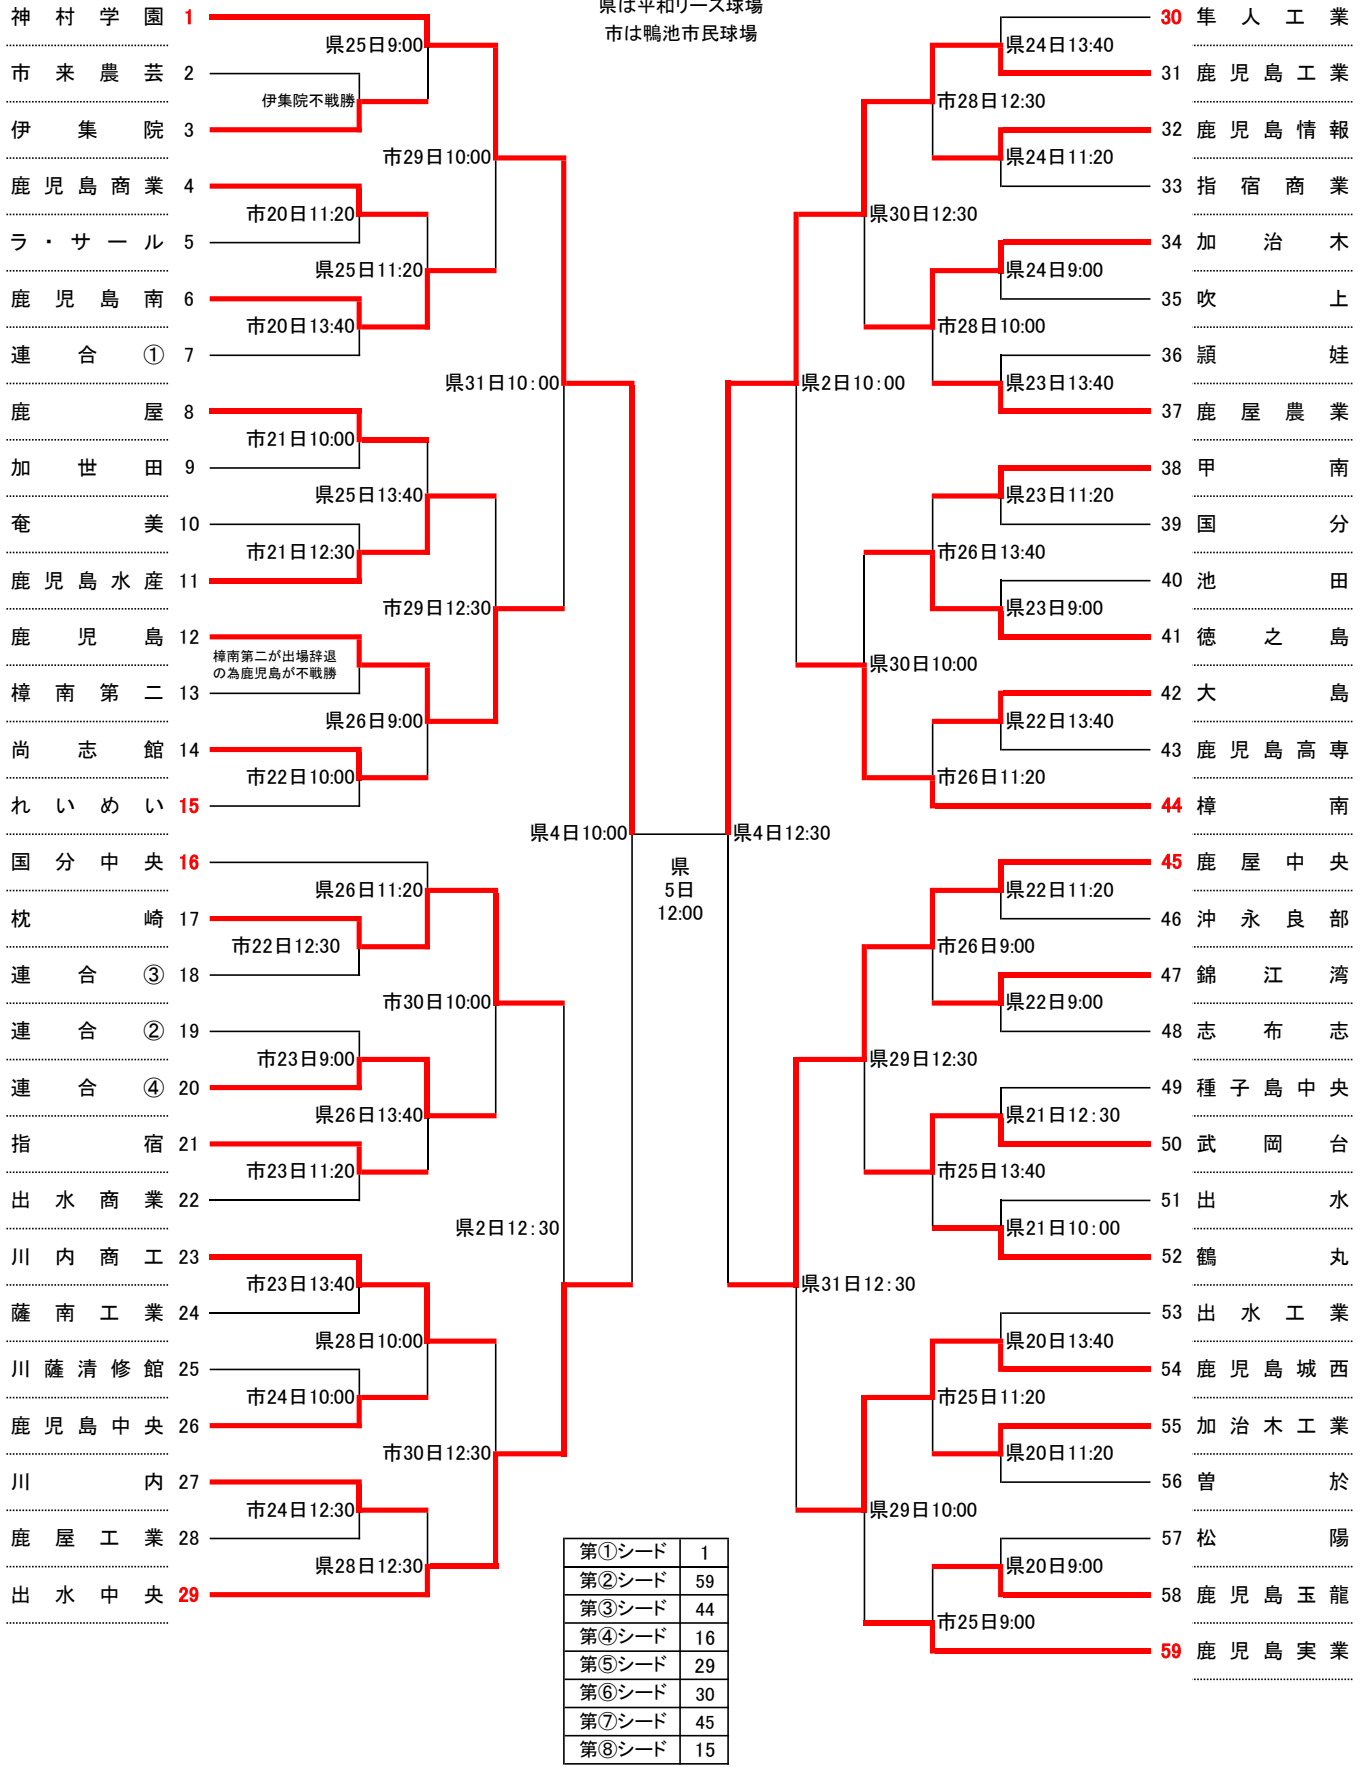 県は平和リース球場
市は鴨池市民球場
神村学園 1
県25日9:00
市来農芸 2
伊集院不戦勝
伊集院 3
市29日10:00
鹿児島商業 4
市20日11:20
ラ・サール 5
県25日11:20
鹿児島南 6
市20日13:40
連合① 7
県31日10:00
鹿屋 8
市21日10:00
加世田 9
県25日13:40
奄美 10
市21日12:30
鹿児島水産 11
市29日12:30
鹿児島 12
樟南第二が出場辞退
の為鹿児島が不戦勝
樟南第二 13
県26日9:00
尚志館 14
市22日10:00
れいめい 15
県4日10:00
国分中央 16
県26日11:20
枕崎 17
市22日12:30
連合③ 18
市30日10:00
連合② 19
市23日9:00
連合④ 20
県26日13:40
指宿 21
市23日11:20
出水商業 22
県2日12:30
川内商工 23
市23日13:40
薩南工業 24
県28日10:00
川薩清修館 25
市24日10:00
鹿児島中央 26
市30日12:30
川内 27
市24日12:30
鹿屋工業 28
県28日12:30
出水中央 29
県
5日
12:00
30 隼人工業
県24日13:40
31 鹿児島工業
市28日12:30
32 鹿児島情報
県24日11:20
33 指宿商業
県30日12:30
34 加治木
県24日9:00
35 吹上
市28日10:00
36 頴娃
県23日13:40
37 鹿屋農業
県2日10:00
38 甲南
県23日11:20
39 国分
市26日13:40
40 池田
県23日9:00
41 徳之島
県30日10:00
42 大島
県22日13:40
43 鹿児島高専
市26日11:20
44 樟南
県4日12:30
45 鹿屋中央
県22日11:20
46 沖永良部
市26日9:00
47 錦江湾
県22日9:00
48 志布志
県29日12:30
49 種子島中央
県21日12:30
50 武岡台
市25日13:40
51 出水
県21日10:00
52 鶴丸
県31日12:30
53 出水工業
県20日13:40
54 鹿児島城西
市25日11:20
55 加治木工業
県20日11:20
56 曽於
県29日10:00
57 松陽
県20日9:00
58 鹿児島玉龍
市25日9:00
59 鹿児島実業
第①シード 1
第②シード 59
第③シード 44
第④シード 16
第⑤シード 29
第⑥シード 30
第⑦シード 45
第⑧シード 15